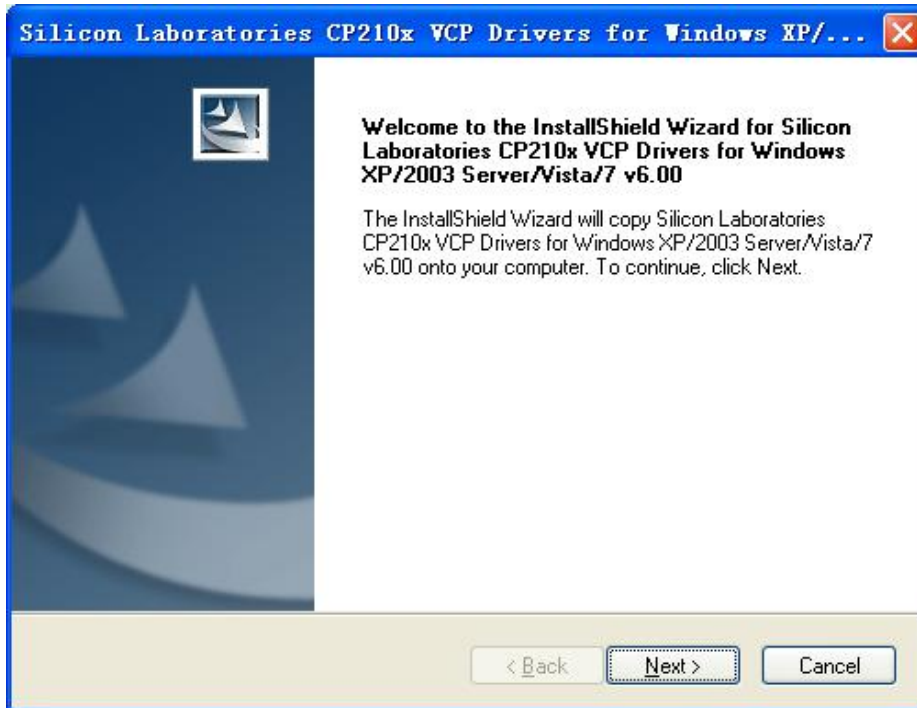 Silicon Laboratories CP210x VCP Drivers for Windows XP/...
Welcome to the InstallShield Wizard for Silicon
Laboratories CP210x VCP Drivers for Windows
XP/2003 Server/Vista/7 v6.00
The InstallShield Wizard will copy Silicon Laboratories
CP210x VCP Drivers for Windows XP/2003 Server/Vista/7
v6.00 onto your computer. To continue, click Next.
< Back
Next >
Cancel